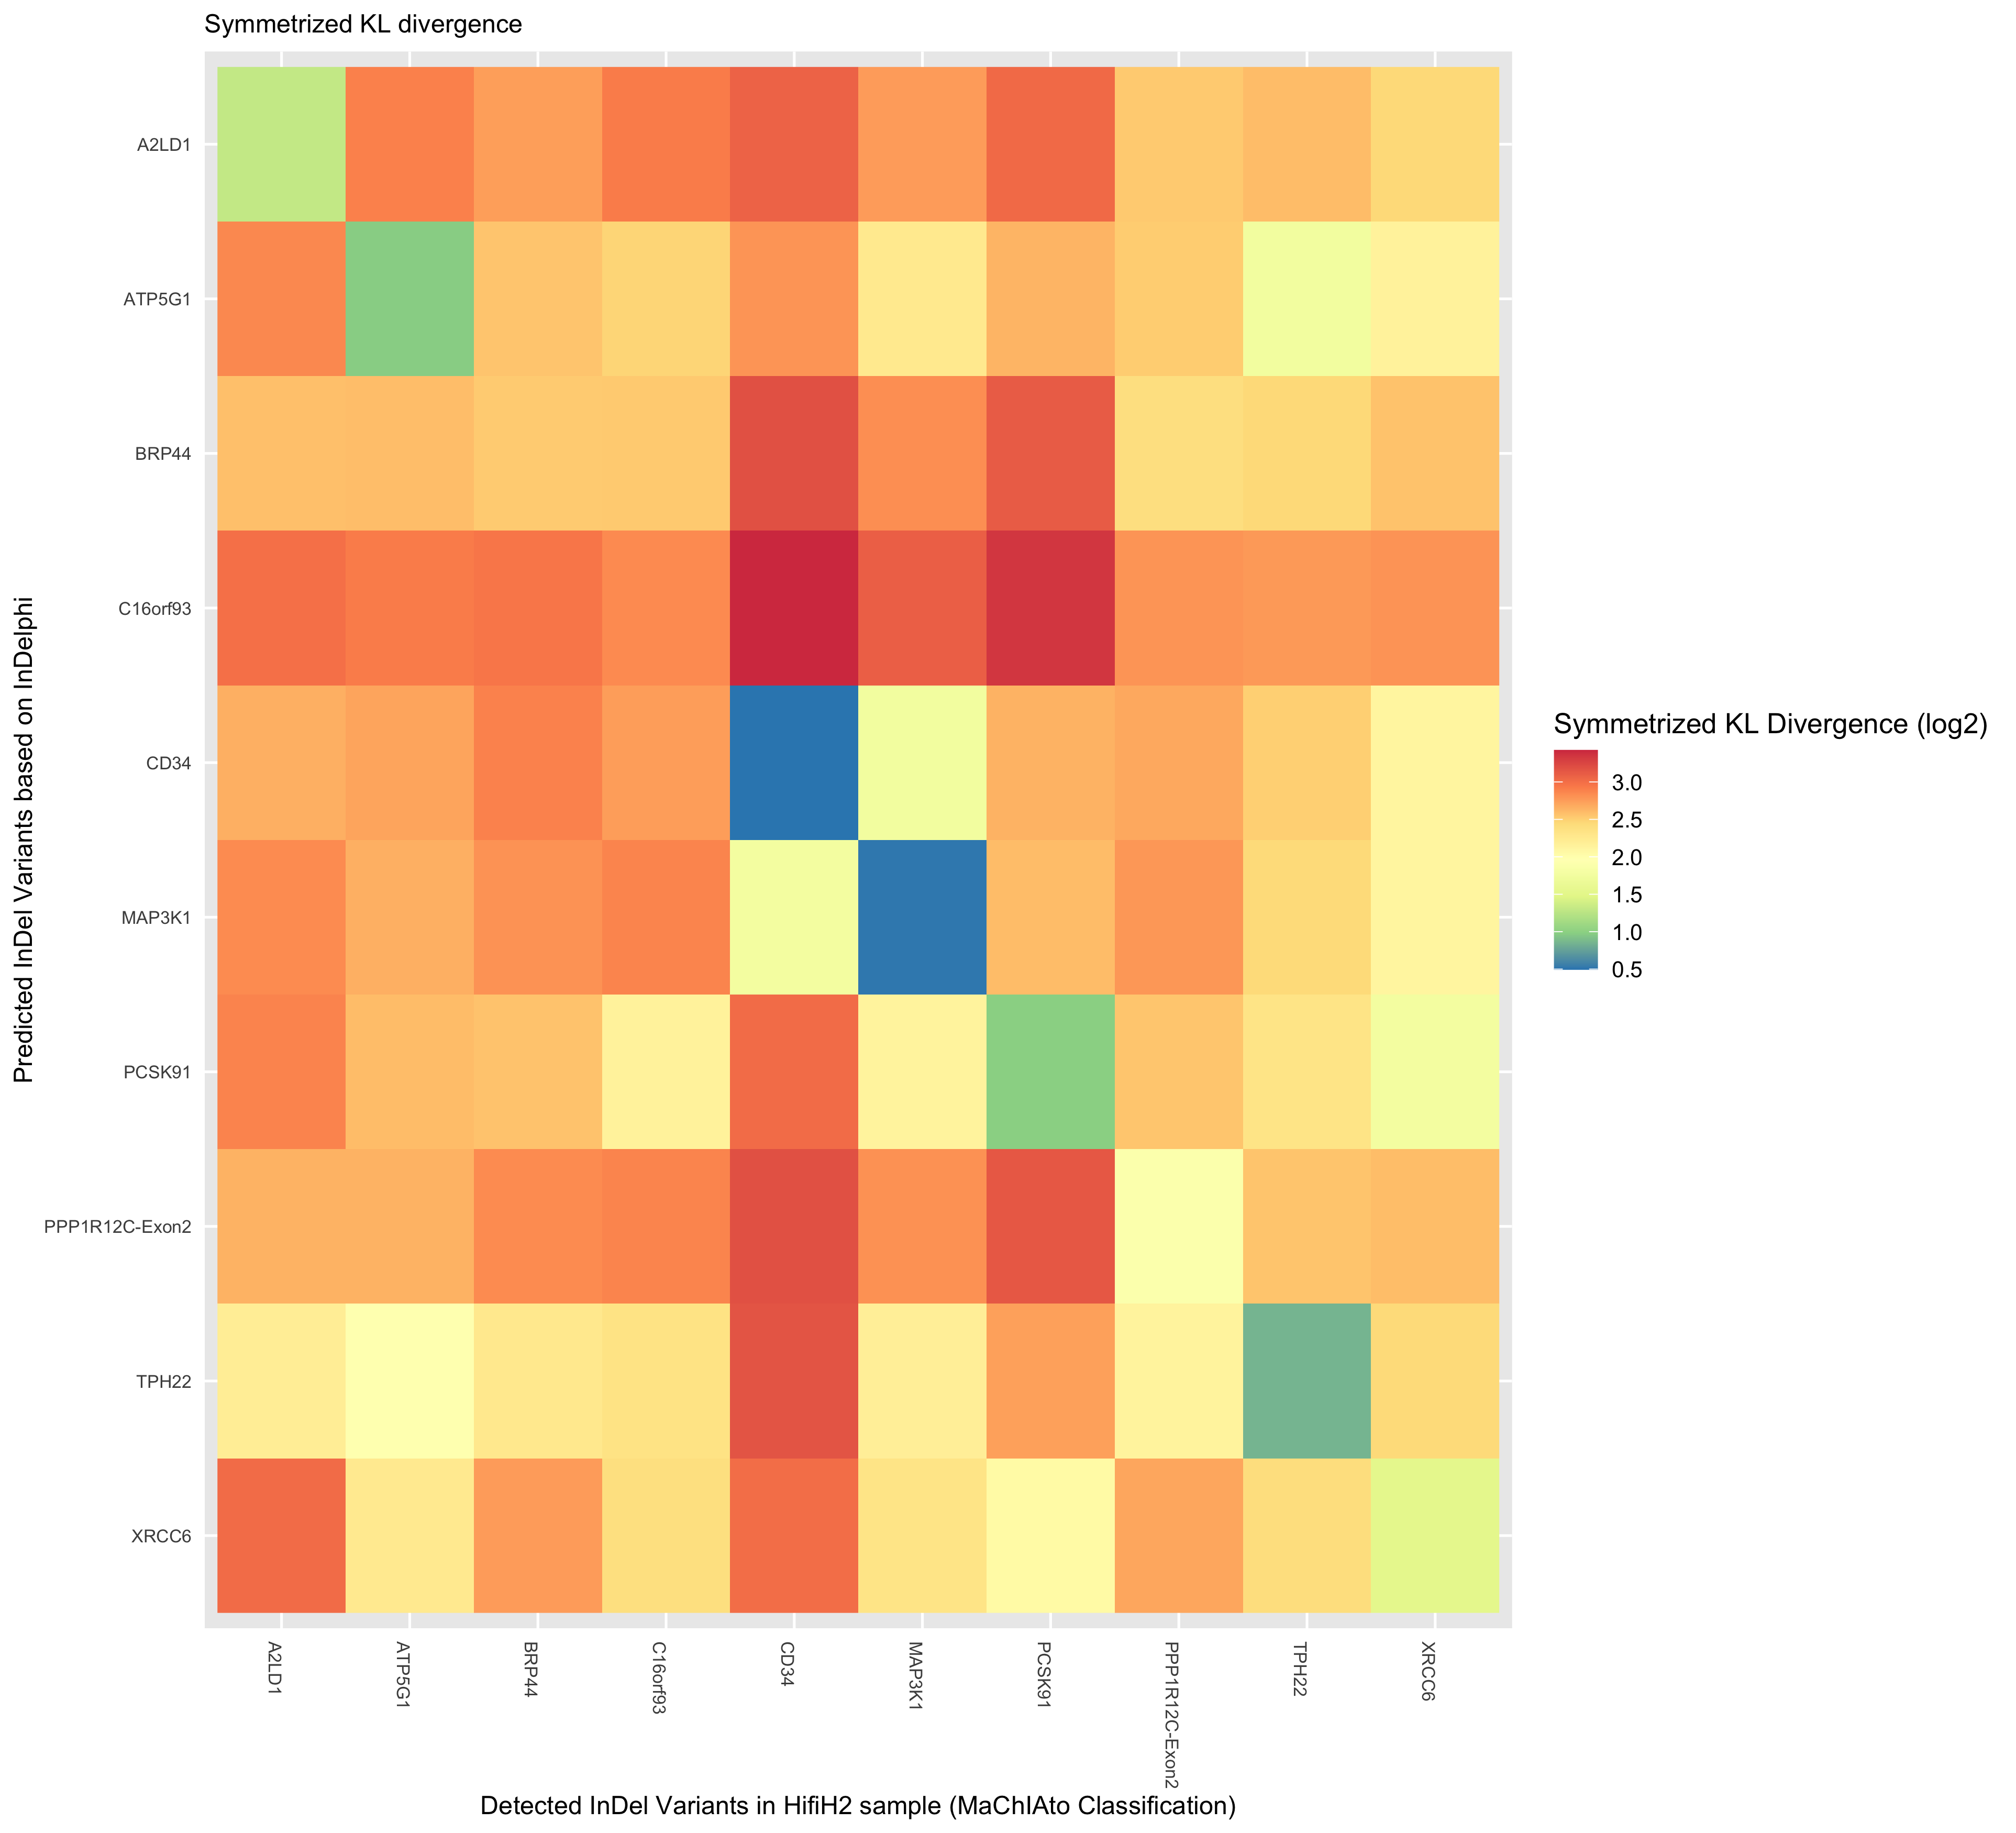 Symmetrized KL divergence
A2LD1
ATP5G1
BRP44
C16orf93
CD34
MAP3K1
PCSK91
PPP1R12C-Exon2
TPH22
XRCC6
Predicted InDel Variants based on InDelphi
A2LD1
ATP5G1
BRP44
C16orf93
CD34
MAP3K1
PCSK91
PPP1R12C-Exon2
TPH22
XRCC6
Detected InDel Variants in HifiH2 sample (MaChIAto Classification)
Symmetrized KL Divergence (log2)
3.0
2.5
2.0
1.5
1.0
0.5